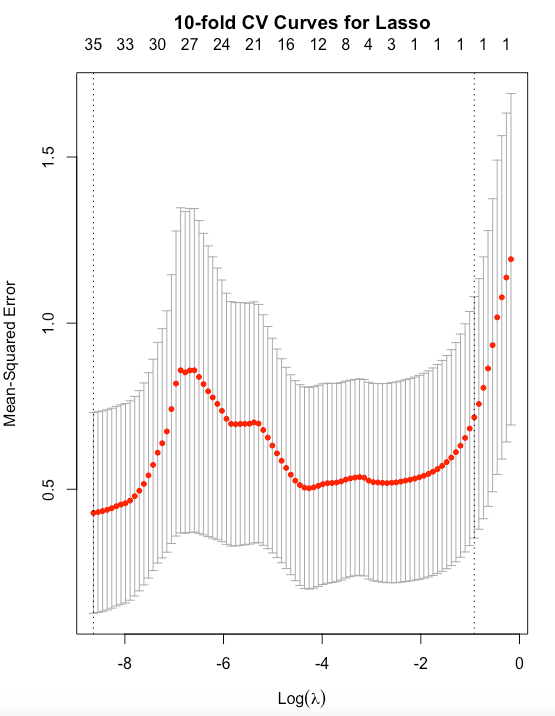 10-fold CV Curves for Lasso
35 33 30 27 24 21 16 12 8 4 3 1 1 1 1 1
Mean-Squared Error
1.5
1.0
0.5
-8 -6 -4 -2 0
Log(λ)